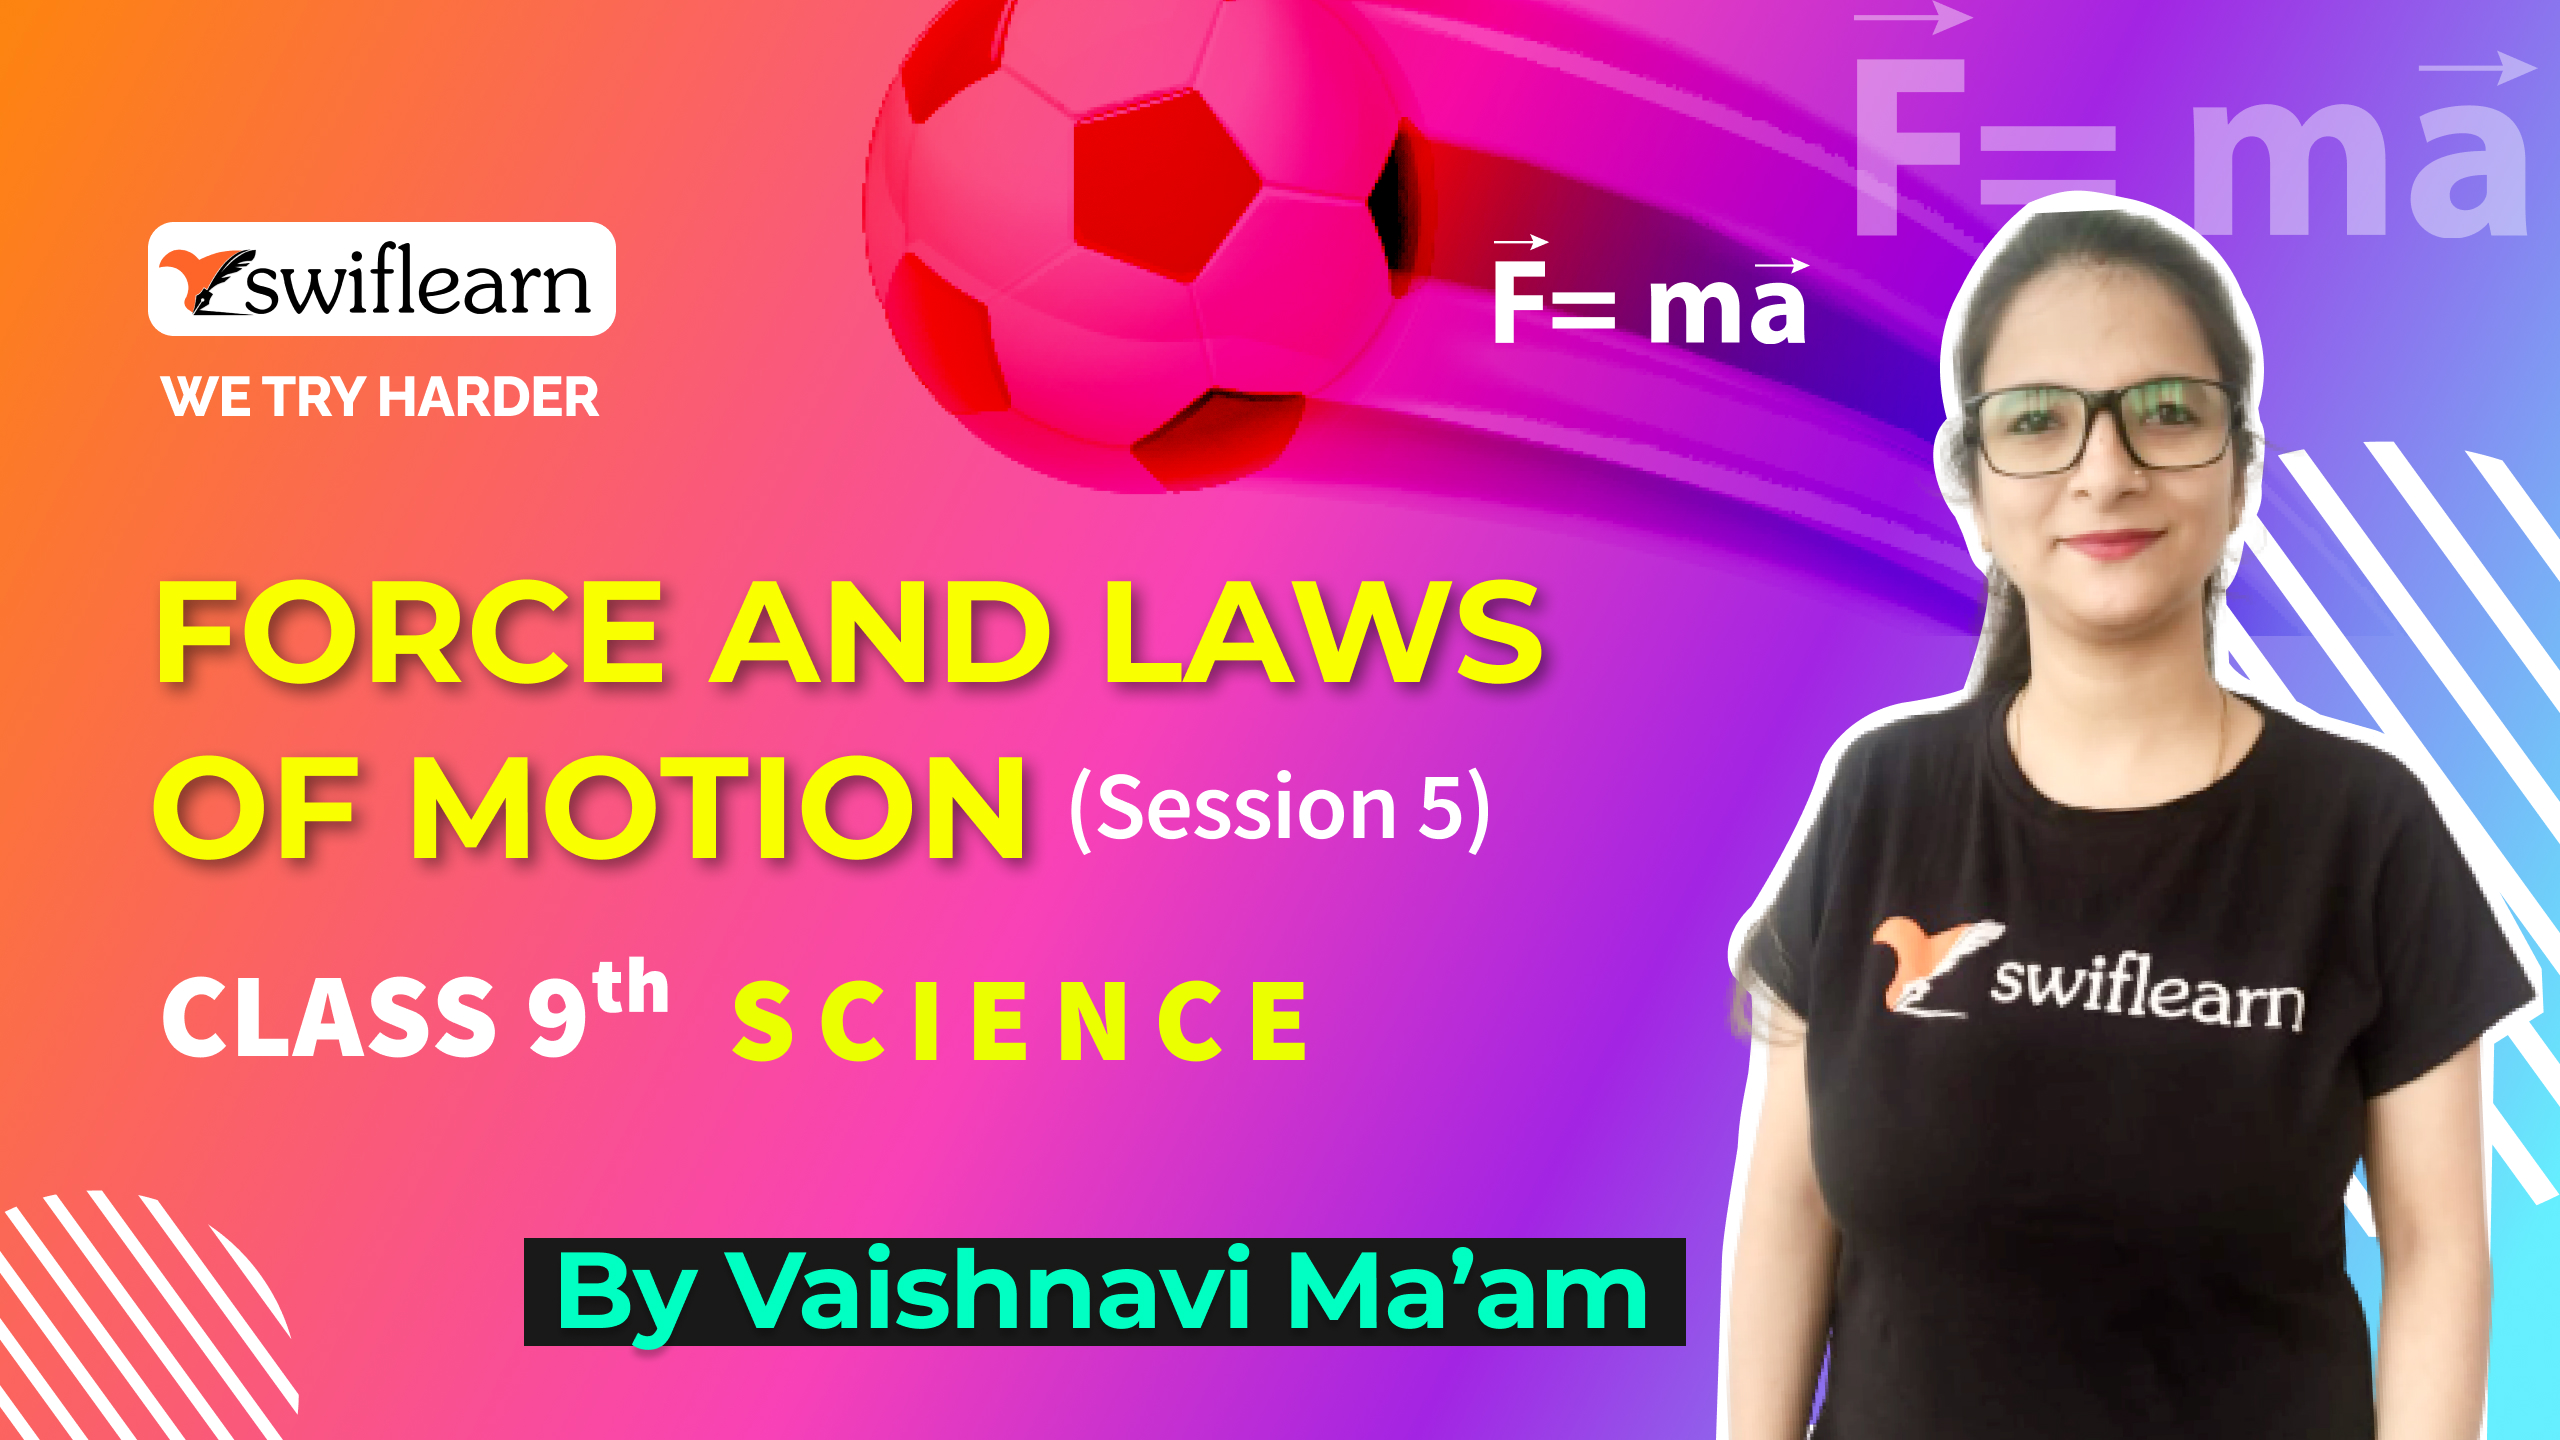 F= ma
swiflearn
F= ma
WE TRY HARDER
FORCE AND LAWS
OF MOTION (Session 5)
CLASS 9th SCIENCE
swiflearn
By Vaishnavi Ma’am